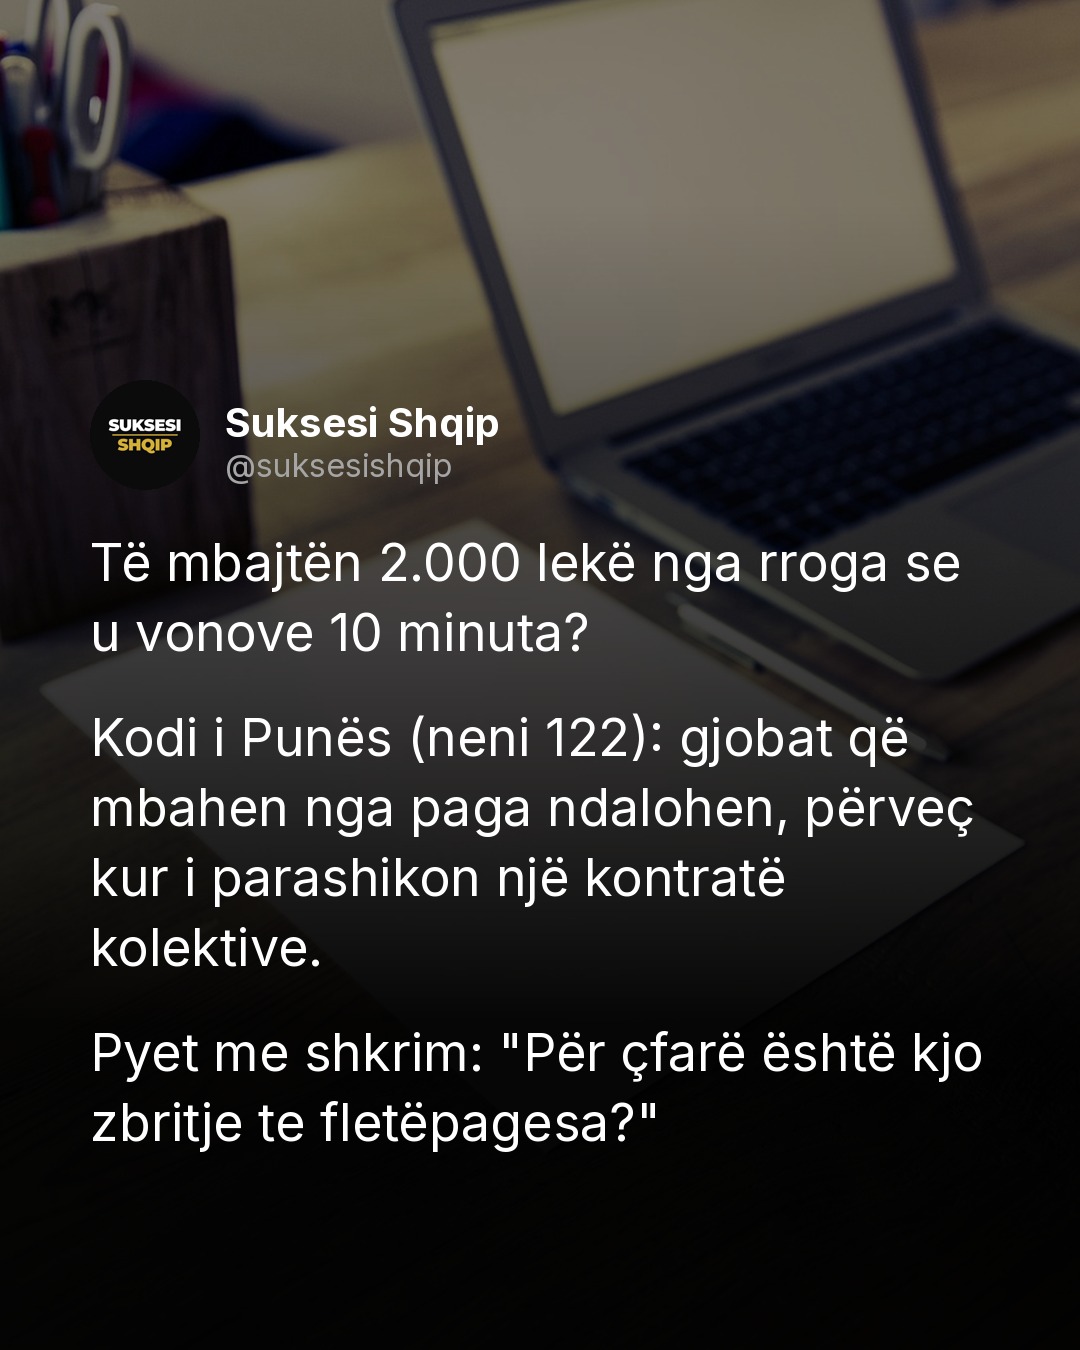 SUKSESI
SHQIP
Suksesi Shqip
@suksesishqip
Të mbajtën 2.000 lekë nga rroga se
u vonove 10 minuta?
Kodi i Punës (neni 122): gjobat që
mbahen nga paga ndalohen, përveç
kur i parashikon një kontratë
kolektive.
Pyet me shkrim: "Për çfarë është kjo
zbritje te fletëpagesa?"